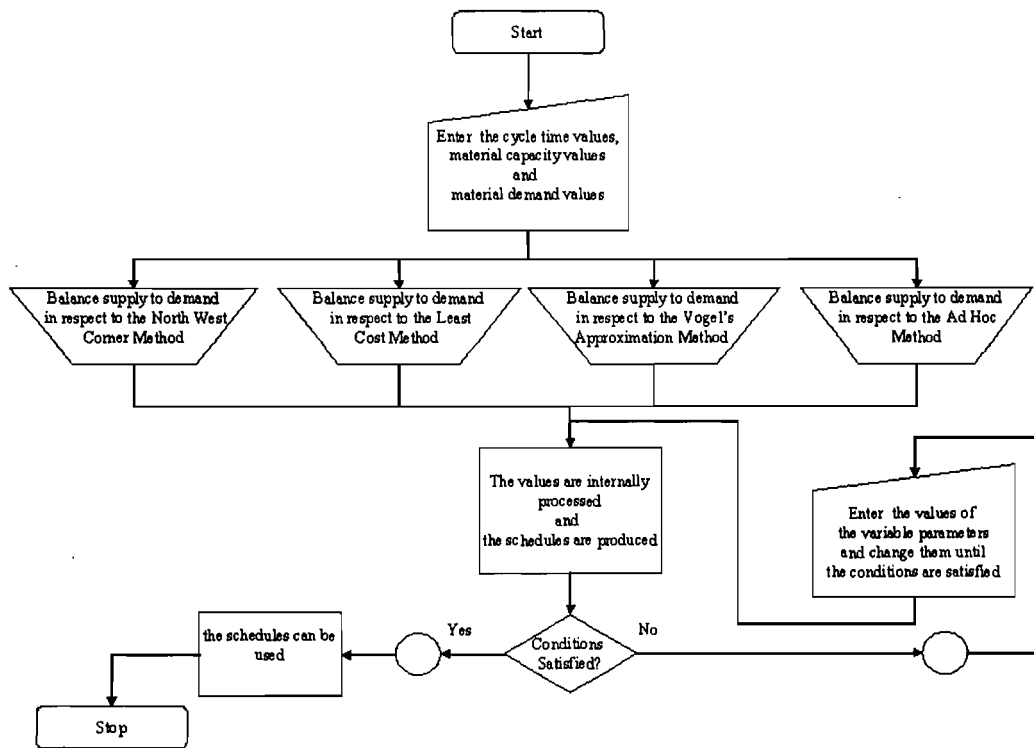 Start
Enter the cycle time values,
material capacity values
and
material demand values
Balance supply to demand
in respect to the North West
Corner Method
Balance supply to demand
in respect to the Least
Cost Method
Balance supply to demand
in respect to the Vogel's
Approximation Method
Balance supply to demand
in respect to the Ad Hoc
Method
The values are internally
processed
and
the schedules are produced
Enter the values of
the variable parameters
and change them until
the conditions are satisfied
Conditions
Satisfied?
Yes
No
the schedules can be
used
Stop